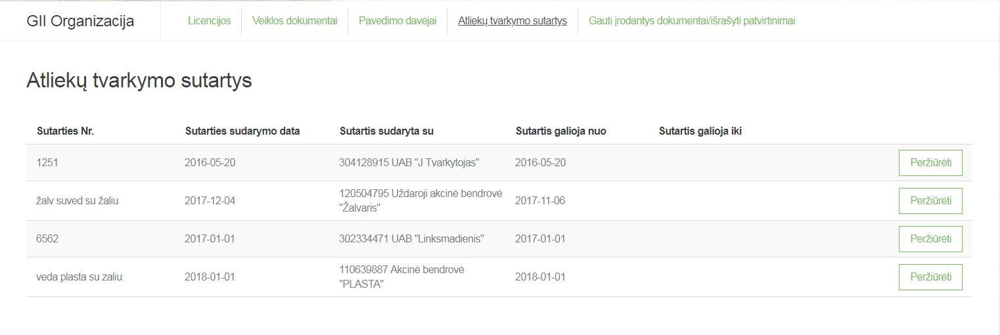 GII Organizacija
Licencijos
Veiklos dokumentai
Pavedimo davėjai
Atliekų tvarkymo sutartys
Gauti įrodantys dokumentai/išrašyti patvirtinimai
Atliekų tvarkymo sutartys
Sutarties Nr. Sutarties sudarymo data Sutartis sudaryta su Sutartis galioja nuo Sutartis galioja iki
1251 2016-05-20 304128915 UAB "J Tvarkytojas" 2016-05-20 Peržiūrėti
žalv suved su žaliu 2017-12-04 120504795 Uždaroji akcinė bendrovė
"Žalvaris" 2017-11-06 Peržiūrėti
6562 2017-01-01 302334471 UAB "Linksmadienis" 2017-01-01 Peržiūrėti
veda plasta su zaliu 2018-01-01 110639887 Akcinė bendrovė
"PLASTA" 2018-01-01 Peržiūrėti